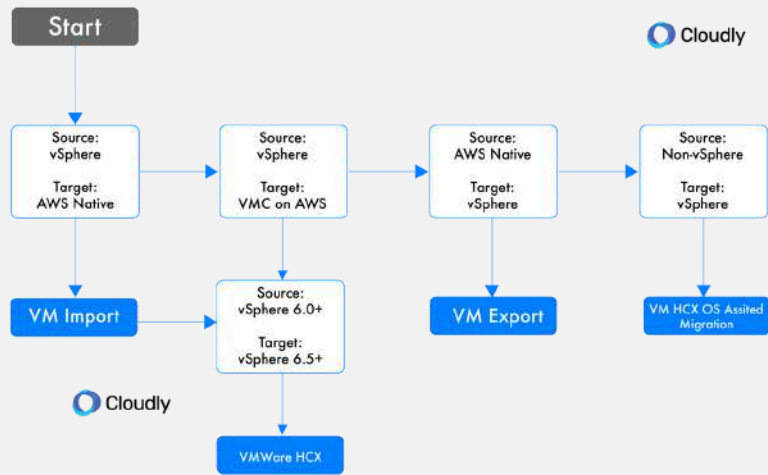 Start
Cloudly
Source:
vSphere
Target:
AWS Native
Source:
vSphere
Target:
VMC on AWS
Source:
AWS Native
Target:
vSphere
Source:
Non-vSphere
Target:
vSphere
VM Import
Source:
vSphere 6.0+
Target:
vSphere 6.5+
VM Export
VM HCX OS Assited
Migration
Cloudly
VMWare HCX